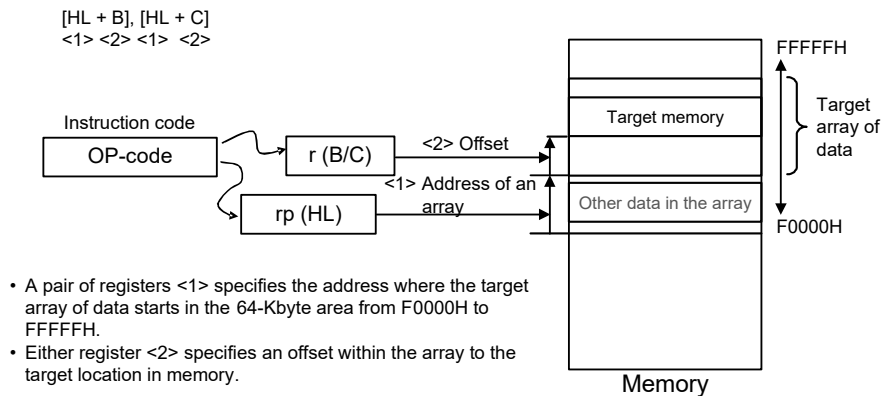 [HL + B], [HL + C]
<1> <2> <1> <2>
FFFFFH
Target memory
Target
array of
data
Instruction code
OP-code
r (B/C)
<2> Offset
<1> Address of an
array
rp (HL)
Other data in the array
F0000H
• A pair of registers <1> specifies the address where the target
array of data starts in the 64-Kbyte area from F0000H to
FFFFFH.
• Either register <2> specifies an offset within the array to the
target location in memory.
Memory